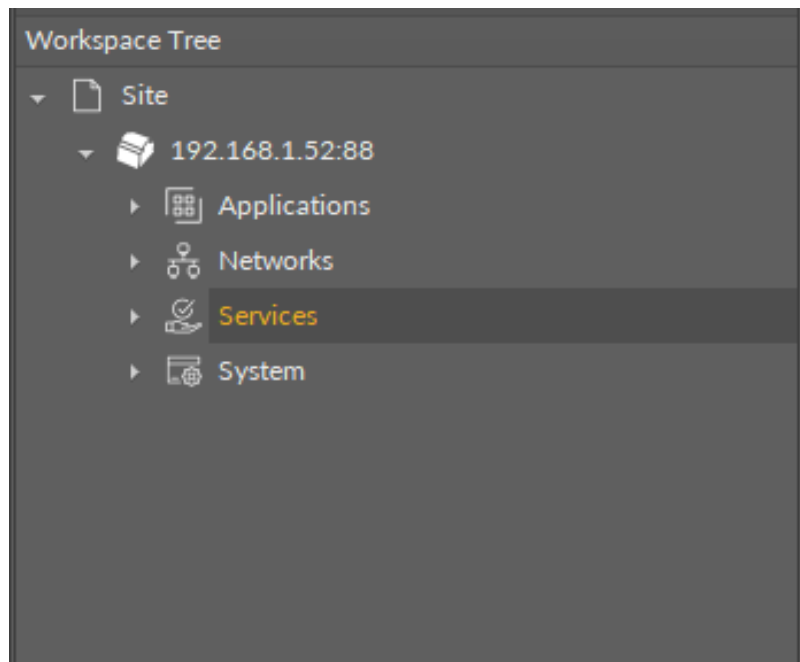 Workspace Tree
Site
192.168.1.52:88
Applications
Networks
Services
System